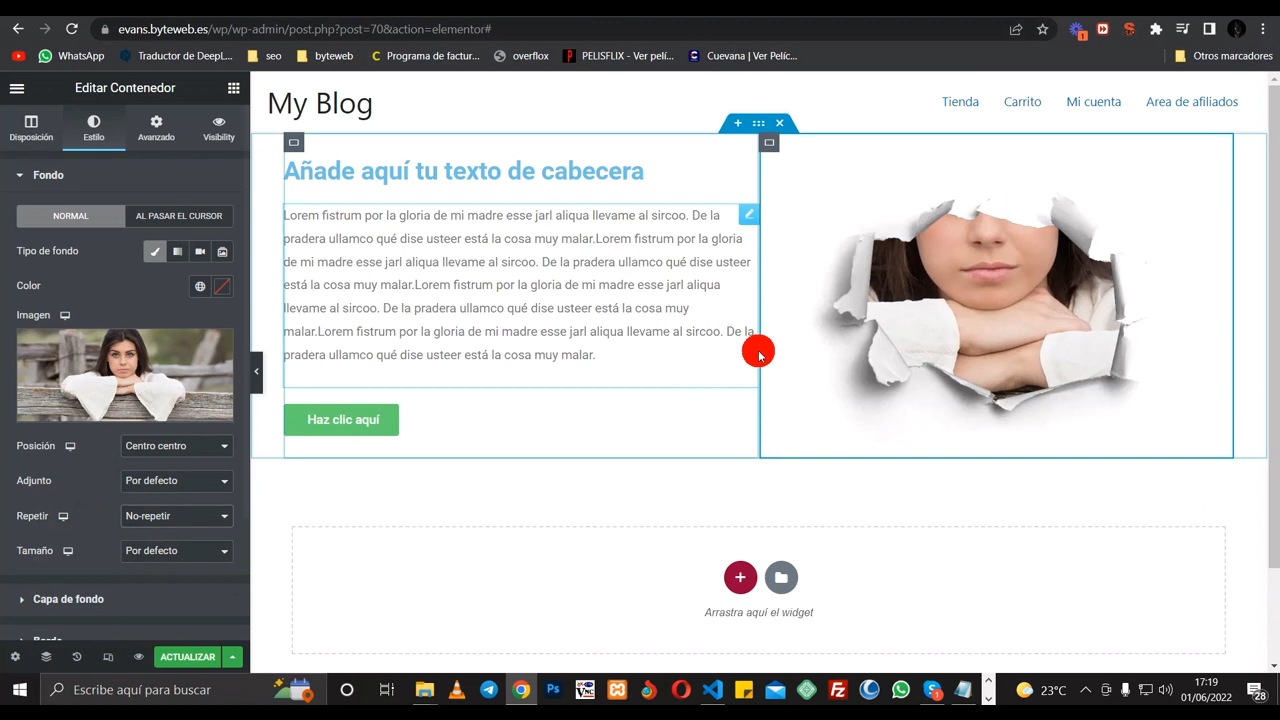 evans.byteweb.es/wp/wp-admin/post.php?post=70&action=elementor#
WhatsApp
Traductor de DeepL...
seo
byteweb
Programa de factur...
overflox
PELISFLIX - Ver peli...
Cuevana | Ver Pelíc...
Otros marcadores
Editar Contenedor
Disposición
Estilo
Avanzado
Visibility
Fondo
NORMAL
AL PASAR EL CURSOR
Tipo de fondo
Color
Imagen
Posición
Centro centro
Adjunto
Por defecto
Repetir
No-repetir
Tamaño
Por defecto
Capa de fondo
ACTUALIZAR
My Blog
Tienda
Carrito
Mi cuenta
Area de afiliados
Añade aquí tu texto de cabecera
Lorem fistrum por la gloria de mi madre esse jarl aliqua llevame al sircoo. De la
pradera ullamco qué dise usteer está la cosa muy malar.Lorem fistrum por la gloria
de mi madre esse jarl aliqua llevame al sircoo. De la pradera ullamco qué dise usteer
está la cosa muy malar.Lorem fistrum por la gloria de mi madre esse jarl aliqua
llevame al sircoo. De la pradera ullamco qué dise usteer está la cosa muy
malar.Lorem fistrum por la gloria de mi madre esse jarl aliqua llevame al sircoo. De la
pradera ullamco qué dise usteer está la cosa muy malar.
Haz clic aquí
Arrastra aquí el widget
Escribe aquí para buscar
23°C
17:19
01/06/2022
28